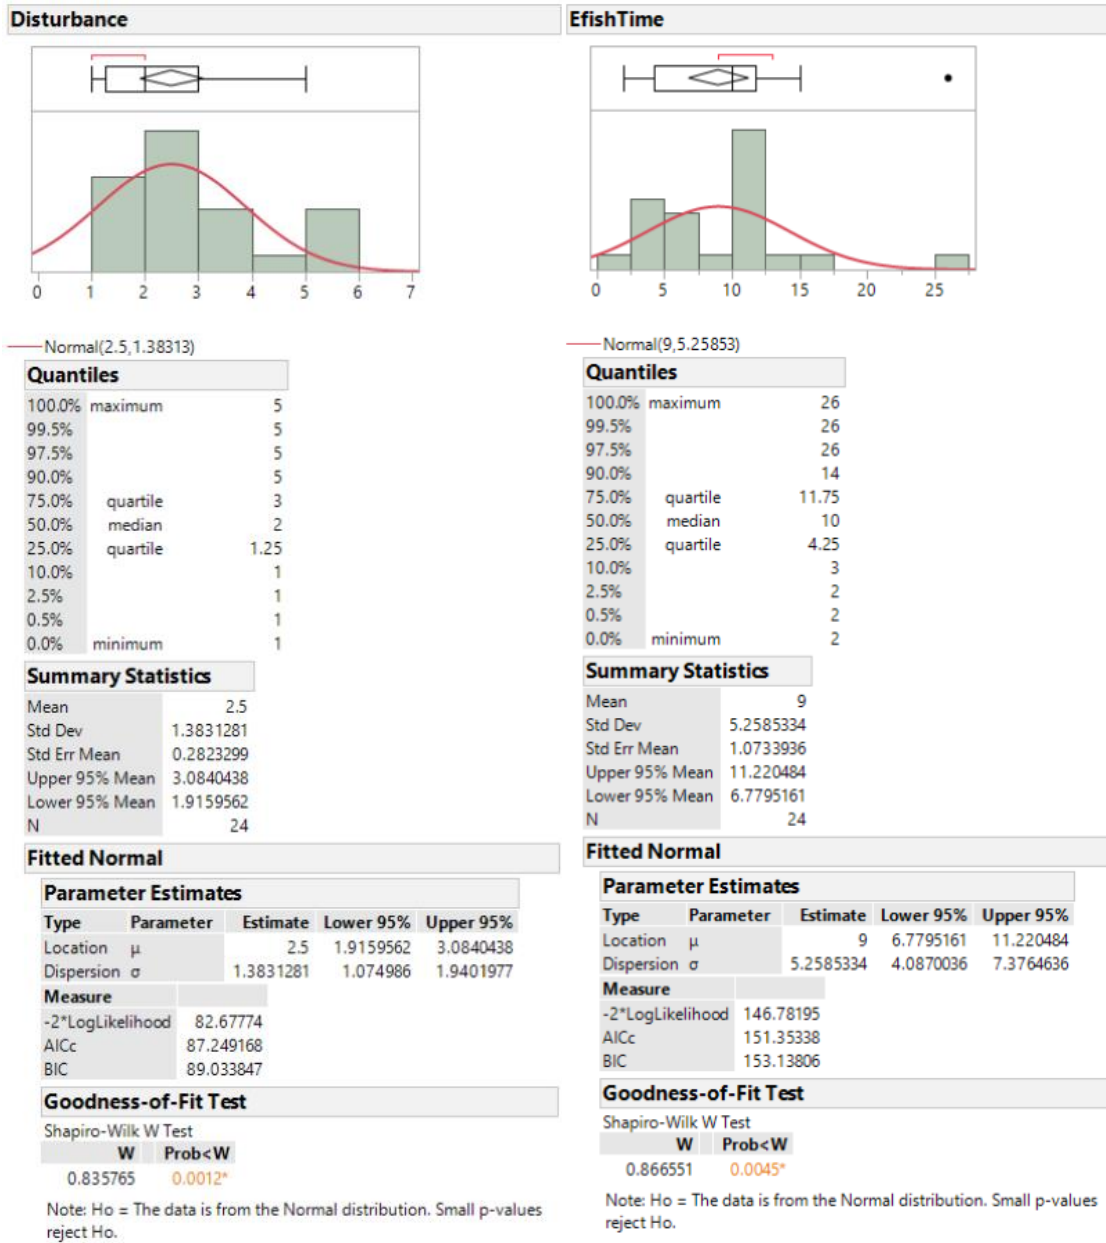 Disturbance
0 1 2 3 4 5 6 7
Normal(2.5,1.38313)
Quantiles
100.0% maximum 5
99.5% 5
97.5% 5
90.0% 5
75.0% quartile 3
50.0% median 2
25.0% quartile 1.25
10.0% 1
2.5% 1
0.5% 1
0.0% minimum 1
Summary Statistics
Mean 2.5
Std Dev 1.3831281
Std Err Mean 0.2823299
Upper 95% Mean 3.0840438
Lower 95% Mean 1.9159562
N 24
Fitted Normal
Parameter Estimates
Type Parameter Estimate Lower 95% Upper 95%
Location μ 2.5 1.9159562 3.0840438
Dispersion σ 1.3831281 1.074986 1.9401977
Measure
-2*LogLikelihood 82.67774
AICc 87.249168
BIC 89.033847
Goodness-of-Fit Test
Shapiro-Wilk W Test
W Prob<W
0.835765 0.0012*
Note: Ho = The data is from the Normal distribution. Small p-values
reject Ho.
EfishTime
0 5 10 15 20 25
Normal(9,5.25853)
Quantiles
100.0% maximum 26
99.5% 26
97.5% 26
90.0% 14
75.0% quartile 11.75
50.0% median 10
25.0% quartile 4.25
10.0% 3
2.5% 2
0.5% 2
0.0% minimum 2
Summary Statistics
Mean 9
Std Dev 5.2585334
Std Err Mean 1.0733936
Upper 95% Mean 11.220484
Lower 95% Mean 6.7795161
N 24
Fitted Normal
Parameter Estimates
Type Parameter Estimate Lower 95% Upper 95%
Location μ 9 6.7795161 11.220484
Dispersion σ 5.2585334 4.0870036 7.3764636
Measure
-2*LogLikelihood 146.78195
AICc 151.35338
BIC 153.13806
Goodness-of-Fit Test
Shapiro-Wilk W Test
W Prob<W
0.866551 0.0045*
Note: Ho = The data is from the Normal distribution. Small p-values
reject Ho.